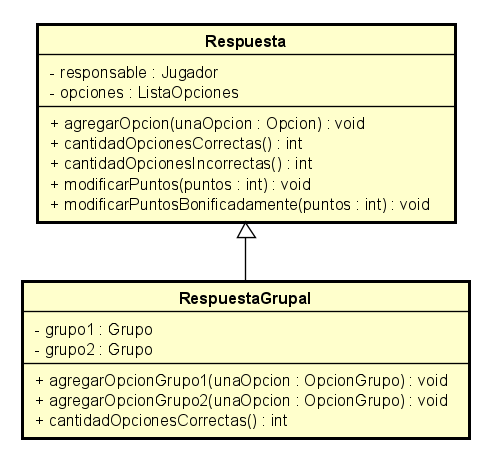 Respuesta
- responsable : Jugador
- opciones : ListaOpciones
+ agregarOpcion(unaOpcion : Opcion) : void
+ cantidadOpcionesCorrectas() : int
+ cantidadOpcionesIncorrectas() : int
+ modificarPuntos(puntos : int) : void
+ modificarPuntosBonificadamente(puntos : int) : void
RespuestaGrupal
- grupo1 : Grupo
- grupo2 : Grupo
+ agregarOpcionGrupo1(unaOpcion : OpcionGrupo) : void
+ agregarOpcionGrupo2(unaOpcion : OpcionGrupo) : void
+ cantidadOpcionesCorrectas() : int